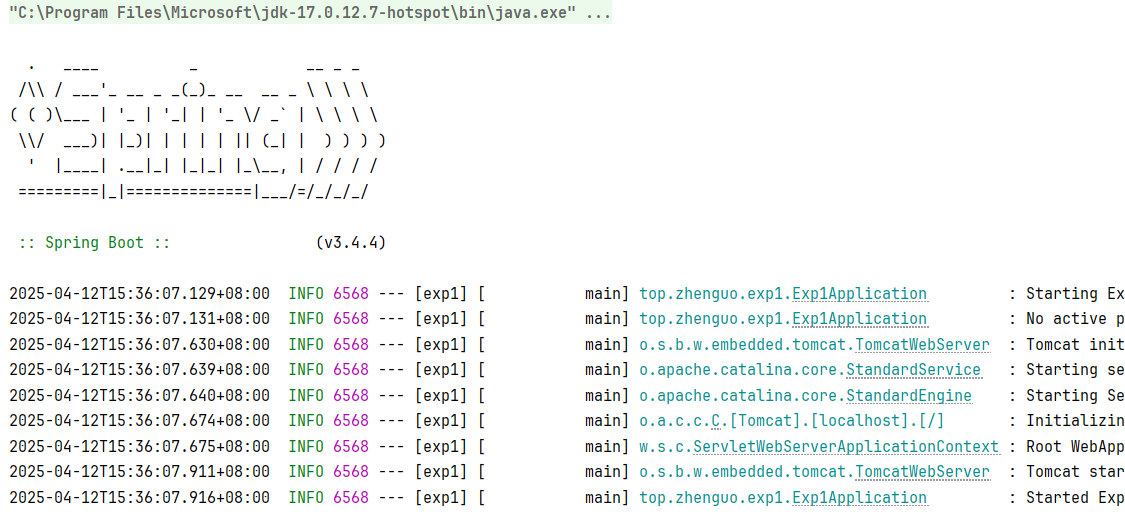 "C:\Program Files\Microsoft\jdk-17.0.12.7-hotspot\bin\java.exe" ...
  .   ____          _            __ _ _
 /\\ / ___'_ __ _ _(_)_ __  __ _ \ \ \ \
( ( )\___ | '_ | '_| | '_ \/ _` | \ \ \ \
 \\/  ___)| |_)| | | | | || (_| |  ) ) ) )
  '  |____| .__|_| |_|_| |_\__, | / / / /
 =========|_|==============|___/=/_/_/_/
 :: Spring Boot ::                (v3.4.4)
2025-04-12T15:36:07.129+08:00  INFO 6568 --- [exp1] [           main] top.zhenguo.exp1.Exp1Application         : Starting Ex
2025-04-12T15:36:07.131+08:00  INFO 6568 --- [exp1] [           main] top.zhenguo.exp1.Exp1Application         : No active p
2025-04-12T15:36:07.630+08:00  INFO 6568 --- [exp1] [           main] o.s.b.w.embedded.tomcat.TomcatWebServer  : Tomcat init
2025-04-12T15:36:07.639+08:00  INFO 6568 --- [exp1] [           main] o.apache.catalina.core.StandardService   : Starting se
2025-04-12T15:36:07.640+08:00  INFO 6568 --- [exp1] [           main] o.apache.catalina.core.StandardEngine    : Starting Se
2025-04-12T15:36:07.674+08:00  INFO 6568 --- [exp1] [           main] o.a.c.c.C.[Tomcat].[localhost].[/]       : Initializin
2025-04-12T15:36:07.675+08:00  INFO 6568 --- [exp1] [           main] w.s.c.ServletWebServerApplicationContext : Root WebApp
2025-04-12T15:36:07.911+08:00  INFO 6568 --- [exp1] [           main] o.s.b.w.embedded.tomcat.TomcatWebServer  : Tomcat star
2025-04-12T15:36:07.916+08:00  INFO 6568 --- [exp1] [           main] top.zhenguo.exp1.Exp1Application         : Started Exp